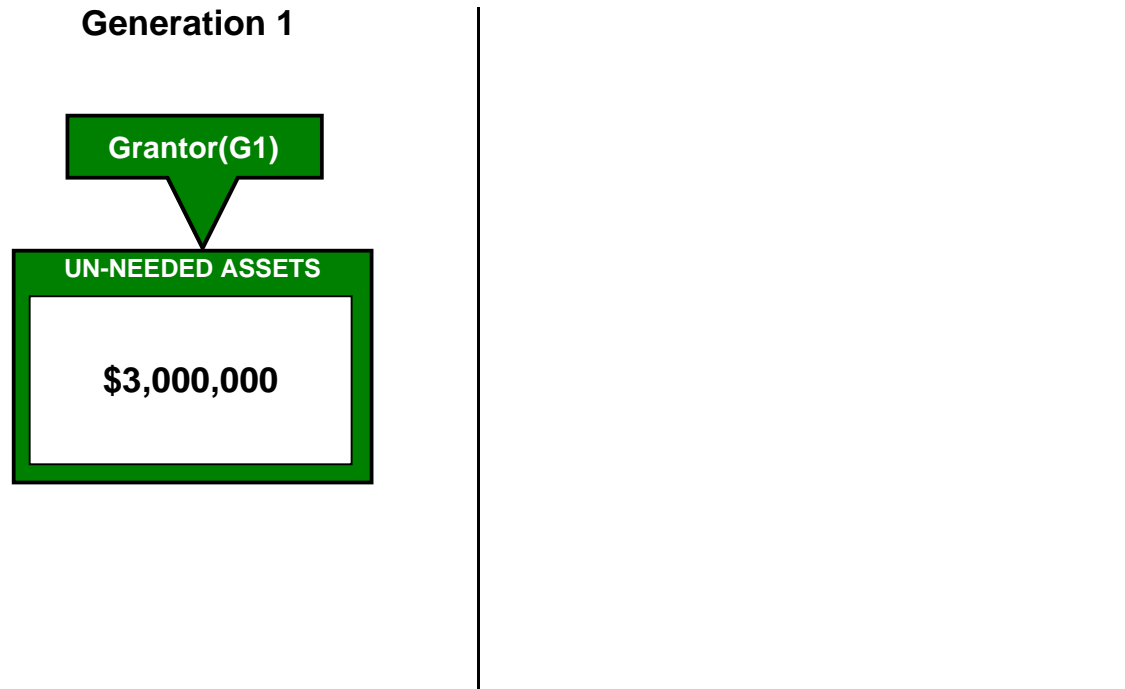 Generation 1
Grantor(G1)
UN-NEEDED ASSETS
$3,000,000